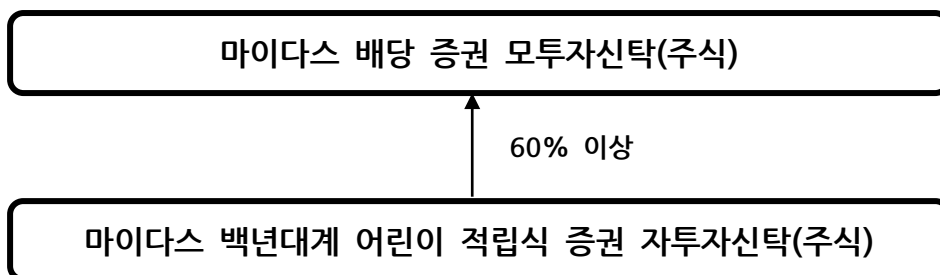 마이다스 배당 증권 모투자신탁(주식)
60% 이상
마이다스 백년대계 어린이 적립식 증권 자투자신탁(주식)